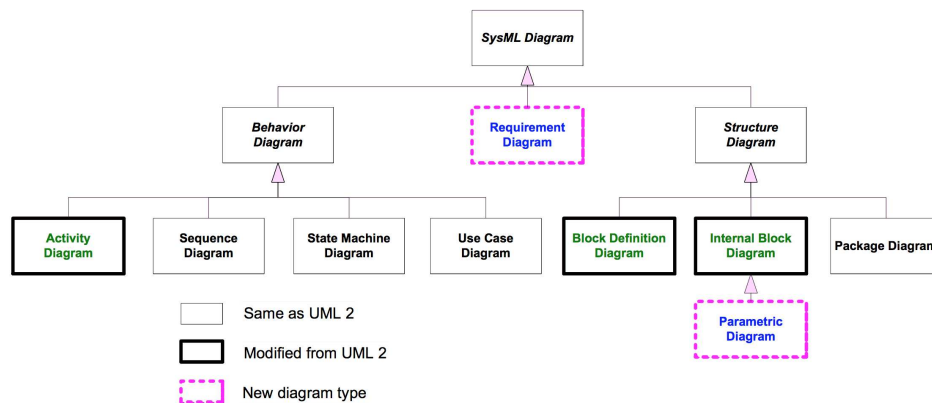 SysML Diagram
Behavior
Diagram
Requirement
Diagram
Structure
Diagram
Activity
Diagram
Sequence
Diagram
State Machine
Diagram
Use Case
Diagram
Block Definition
Diagram
Internal Block
Diagram
Package Diagram
Parametric
Diagram
Same as UML 2
Modified from UML 2
New diagram type